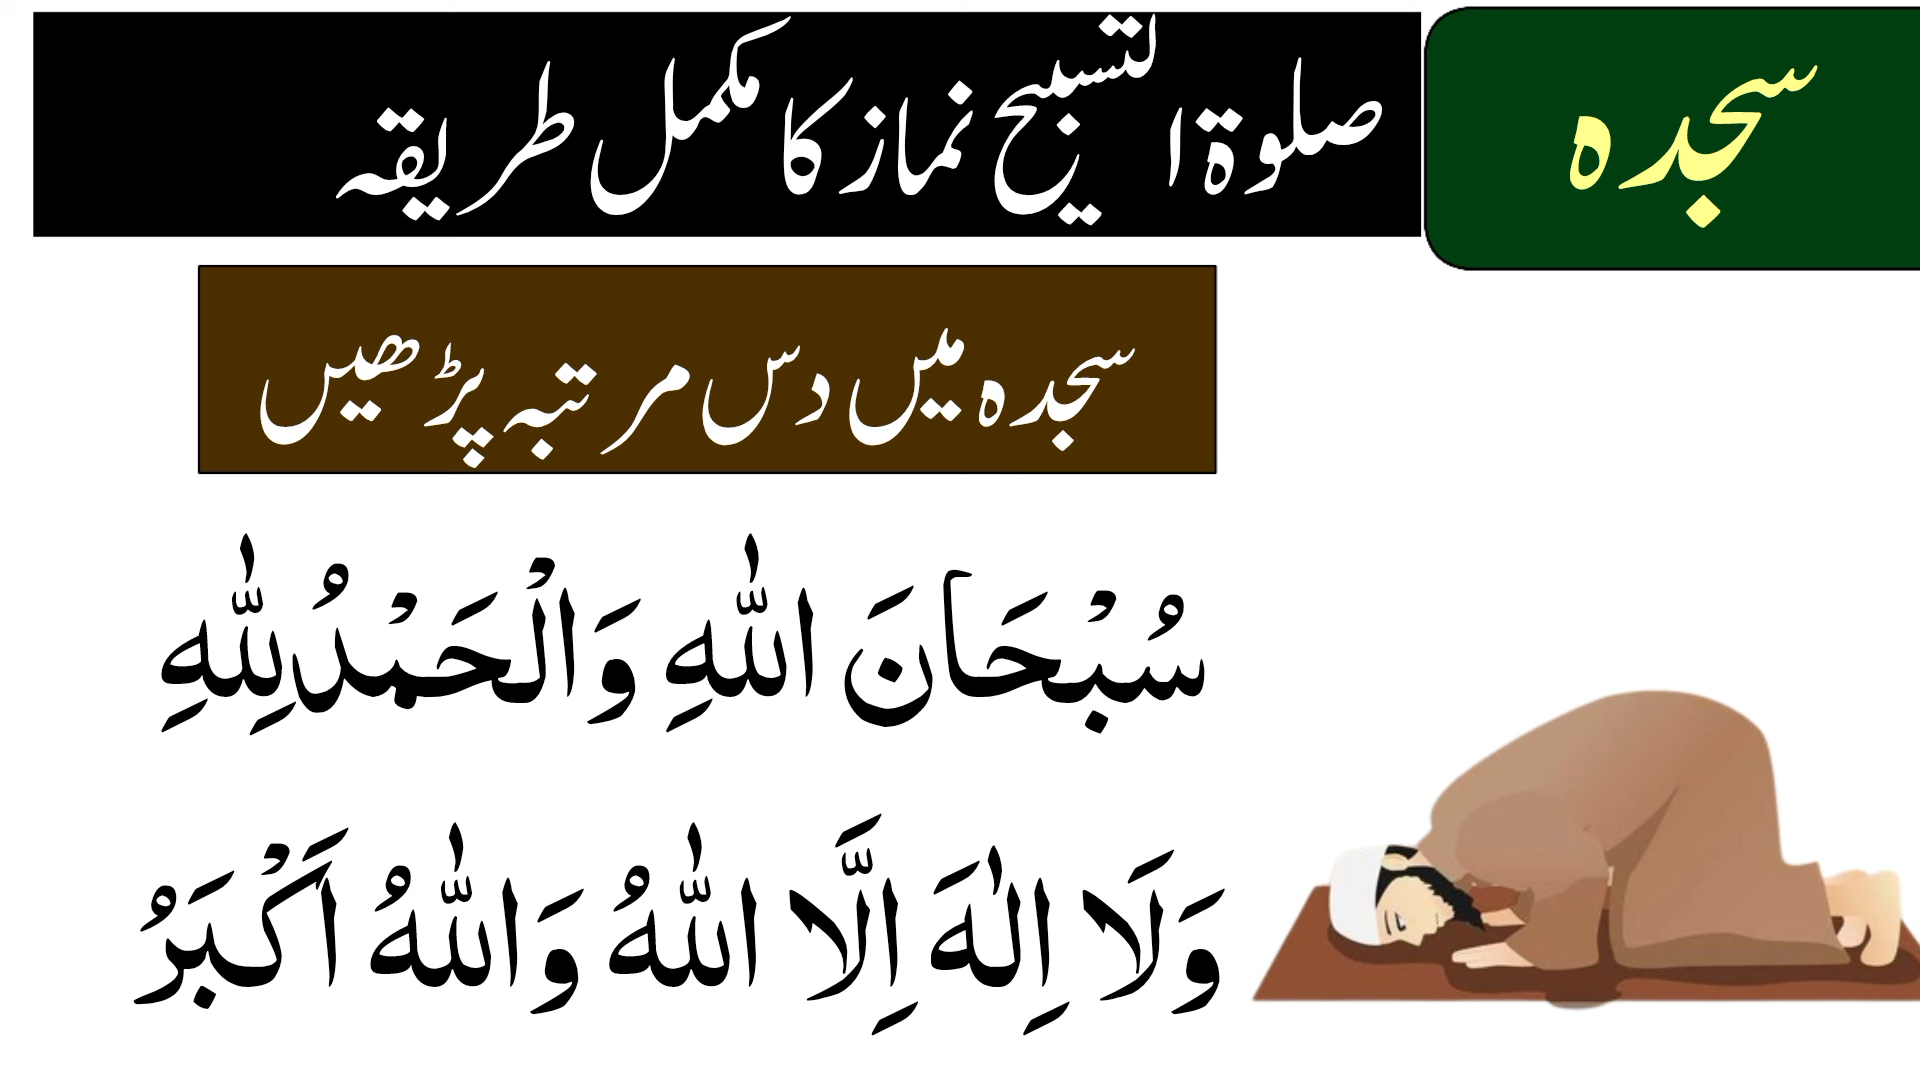 سجدہ
صلوۃ التسبیح نماز کا مکمل طریقہ
سجدہ میں دس مرتبہ پڑھیں
سُبْحَانَ اللّٰهِ وَالْحَمْدُلِلّٰهِ
وَلَا اِلٰهَ اِلَّا اللّٰهُ وَاللّٰهُ أَكْبَرُ